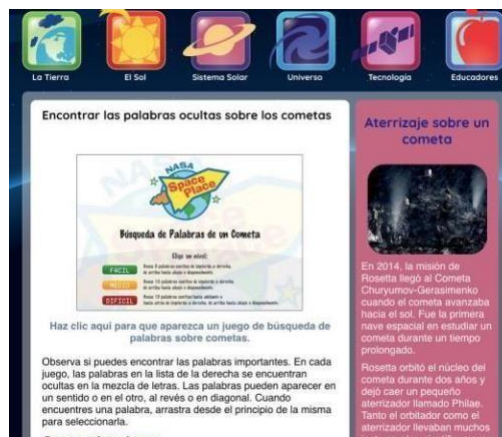 La Tierra
El Sol
Sistema Solar
Universo
Tecnología
Educadores
Encontrar las palabras ocultas sobre los cometas
NASA
Space
Place
Búsqueda de Palabras de un Cometa
Elige un nivel:
FACIL
MEDIO
DIFICIL
Haz clic aquí para que aparezca un juego de búsqueda de
palabras sobre cometas.
Observa si puedes encontrar las palabras importantes. En cada
juego, las palabras en la lista de la derecha se encuentran
ocultas en la mezcla de letras. Las palabras pueden aparecer en
un sentido o en el otro, al revés o en diagonal. Cuando
encuentres una palabra, arrastra desde el principio de la misma
para seleccionarla.
Aterrizaje sobre un
cometa
En 2014, la misión de
Rosetta llegó al Cometa
Churyumov-Gerasimenko
cuando el cometa avanzaba
hacia el sol. Fue la primera
nave espacial en estudiar un
cometa durante un tiempo
prolongado.
Rosetta orbitó el núcleo del
cometa durante dos años y
dejó caer un pequeño
aterrizador llamado Philae.
Tanto el orbitador como el
aterrizador llevaban muchos